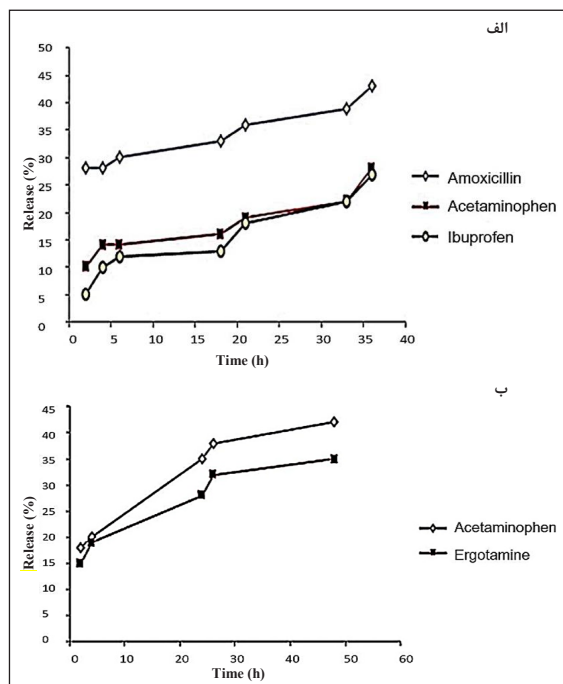 الف
50
45
40
35
30
25
20
15
10
5
0
Release (%)
0 5 10 15 20 25 30 35 40
Time (h)
Amoxicillin
Acetaminophen
Ibuprofen
ب
45
40
35
30
25
20
15
10
5
0
Release (%)
0 10 20 30 40 50 60
Time (h)
Acetaminophen
Ergotamine